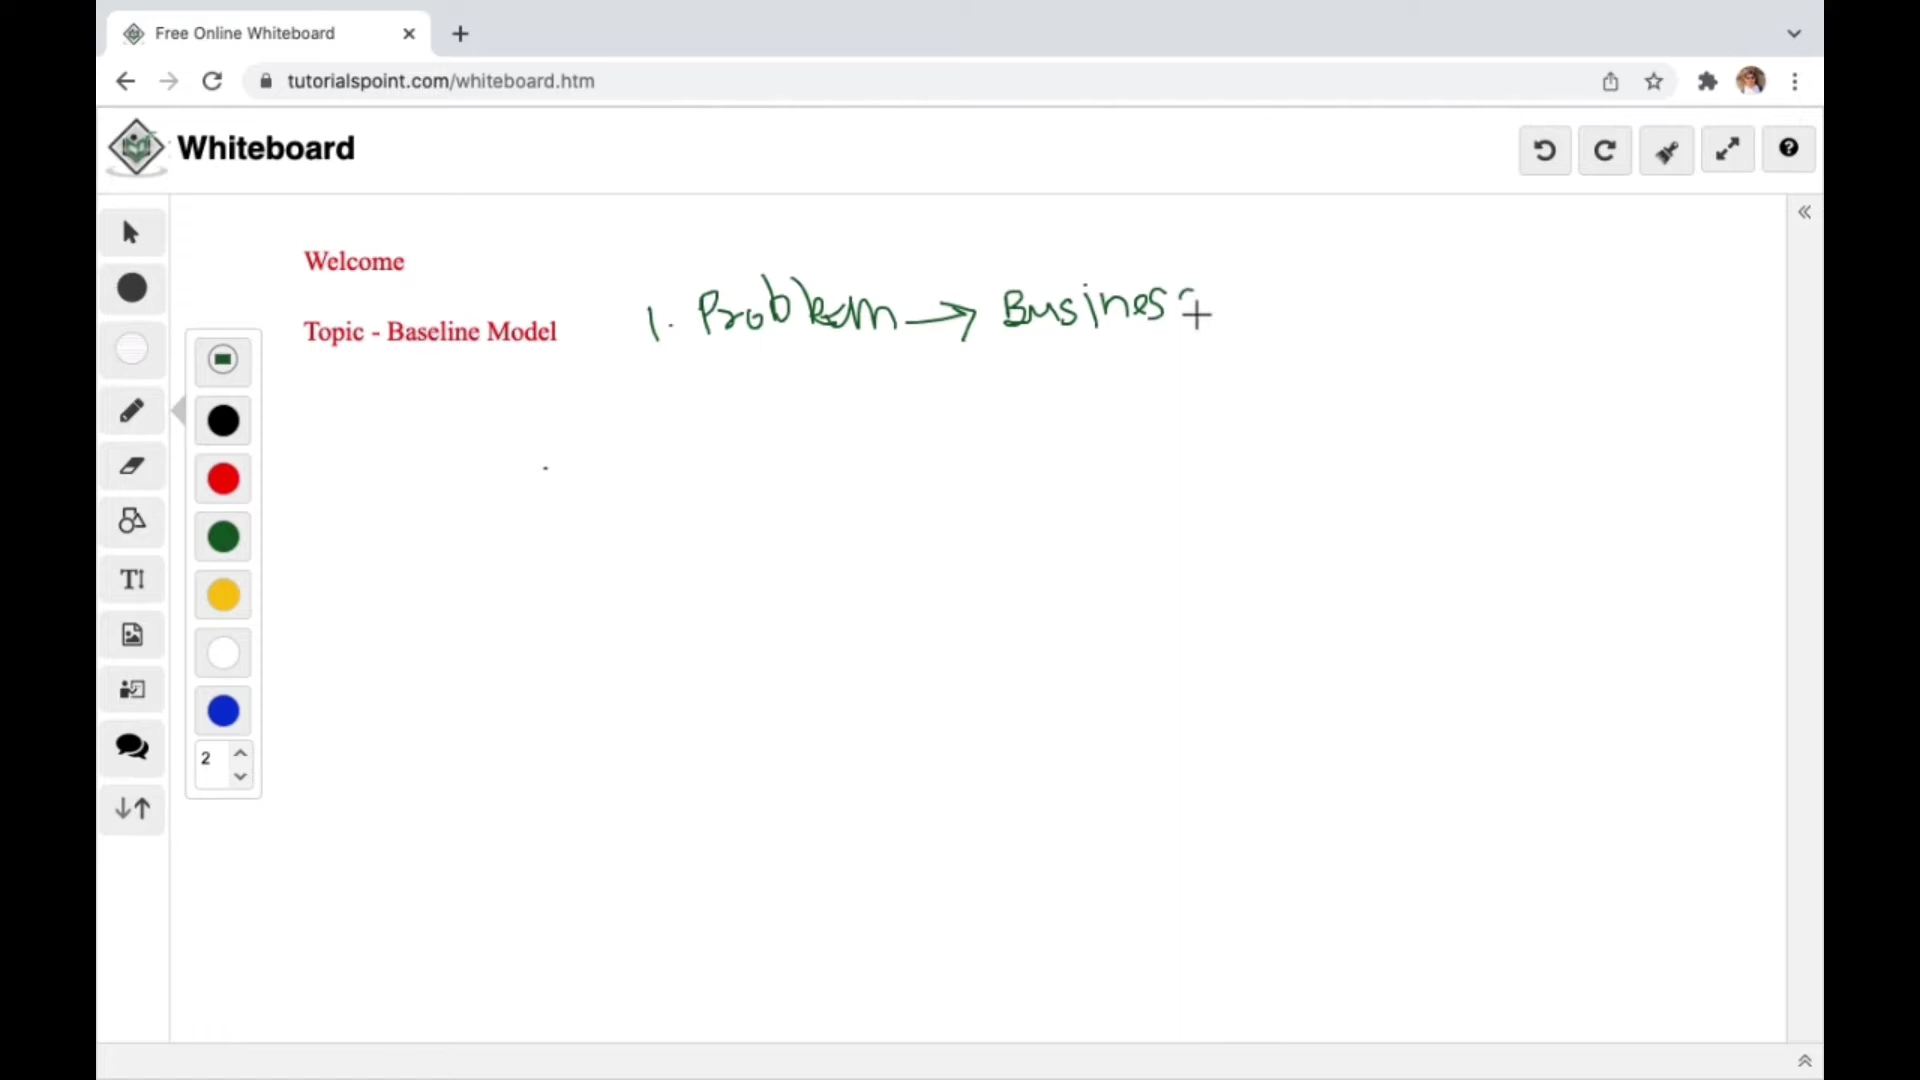 Free Online Whiteboard
tutorialspoint.com/whiteboard.htm
Whiteboard
Welcome
1. Problem → Business
Topic - Baseline Model
TI
2